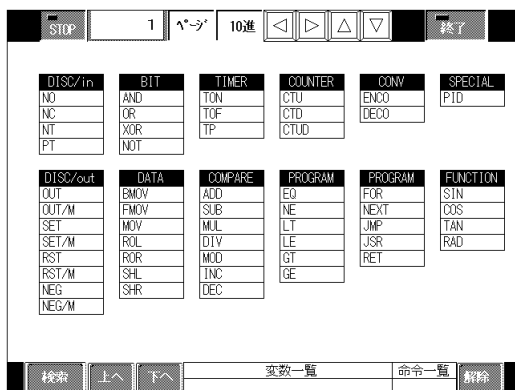 STOP 1 ページ 10進 ◁ ▷ △ ▽ 終了
DISC/in BIT TIMER COUNTER CONV SPECIAL
NO AND TON CTU ENCO PID
NC OR TOF CTD DECO
NT XOR TP CTUD
PT NOT
DISC/out DATA COMPARE PROGRAM PROGRAM FUNCTION
OUT BMOV ADD EQ FOR SIN
OUT/M FMOV SUB NE NEXT COS
SET MOV MUL LT JMP TAN
SET/M ROL DIV LE JSR RAD
RST ROR MOD GT RET
RST/M SHL INC GE
NEG SHR DEC
NEG/M
検索 上へ 下へ 変数一覧 命令一覧 解除